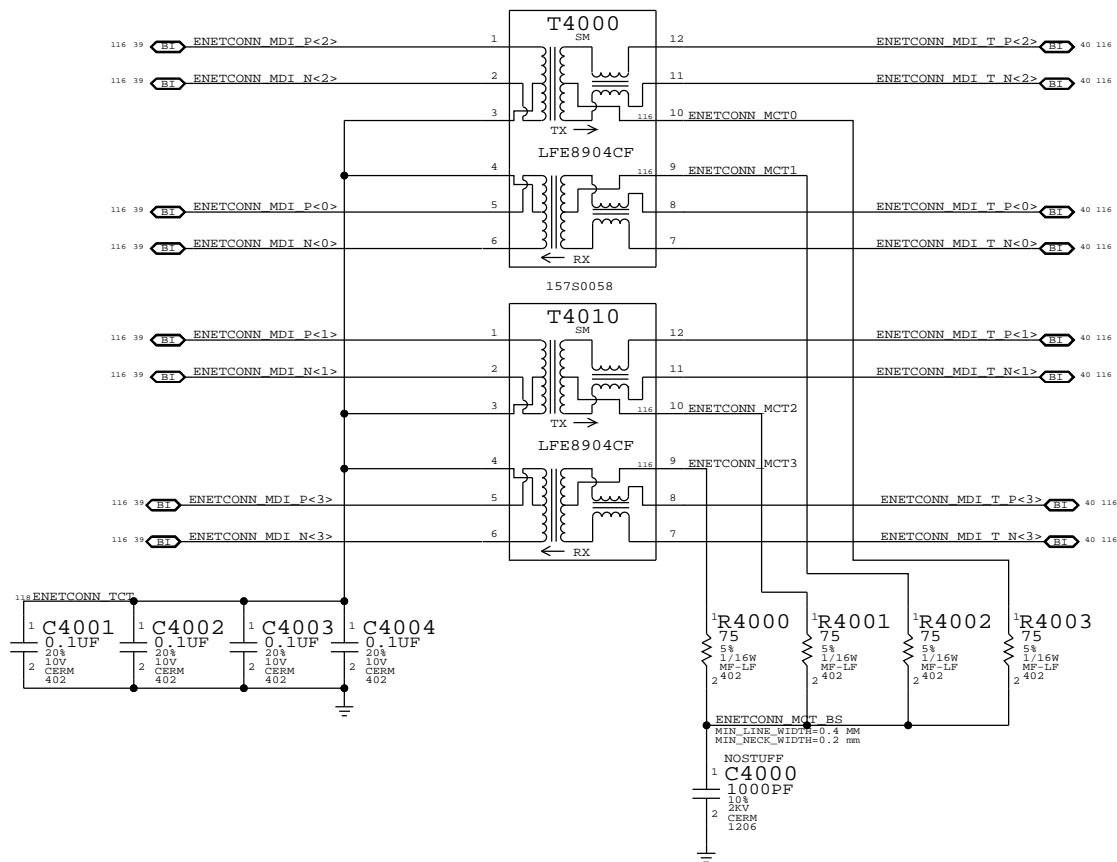 T4000
SM
116 39 BI ENETCONN_MDI_P<2> 1 12 ENETCONN_MDI_T_P<2> BI 40 116
116 39 BI ENETCONN_MDI_N<2> 2 11 ENETCONN_MDI_T_N<2> BI 40 116
3 116 10 ENETCONN_MCT0
TX
LFE8904CF
4 116 9 ENETCONN_MCT1
116 39 BI ENETCONN_MDI_P<0> 5 8 ENETCONN_MDI_T_P<0> BI 40 116
116 39 BI ENETCONN_MDI_N<0> 6 7 ENETCONN_MDI_T_N<0> BI 40 116
RX
157S0058
T4010
SM
116 39 BI ENETCONN_MDI_P<1> 1 12 ENETCONN_MDI_T_P<1> BI 40 116
116 39 BI ENETCONN_MDI_N<1> 2 11 ENETCONN_MDI_T_N<1> BI 40 116
3 116 10 ENETCONN_MCT2
TX
LFE8904CF
4 116 9 ENETCONN_MCT3
116 39 BI ENETCONN_MDI_P<3> 5 8 ENETCONN_MDI_T_P<3> BI 40 116
116 39 BI ENETCONN_MDI_N<3> 6 7 ENETCONN_MDI_T_N<3> BI 40 116
RX
118 ENETCONN_TCT
1 C4001
0.1UF
20%
2 10V
CERM
402
1 C4002
0.1UF
20%
2 10V
CERM
402
1 C4003
0.1UF
20%
2 10V
CERM
402
1 C4004
0.1UF
20%
2 10V
CERM
402
1 R4000
75
5%
1/16W
MF-LF
2 402
1 R4001
75
5%
1/16W
MF-LF
2 402
1 R4002
75
5%
1/16W
MF-LF
2 402
1 R4003
75
5%
1/16W
MF-LF
2 402
ENETCONN_MCT_BS
MIN_LINE_WIDTH=0.4 MM
MIN_NECK_WIDTH=0.2 mm
NOSTUFF
1 C4000
1000PF
10%
2 2KV
CERM
1206